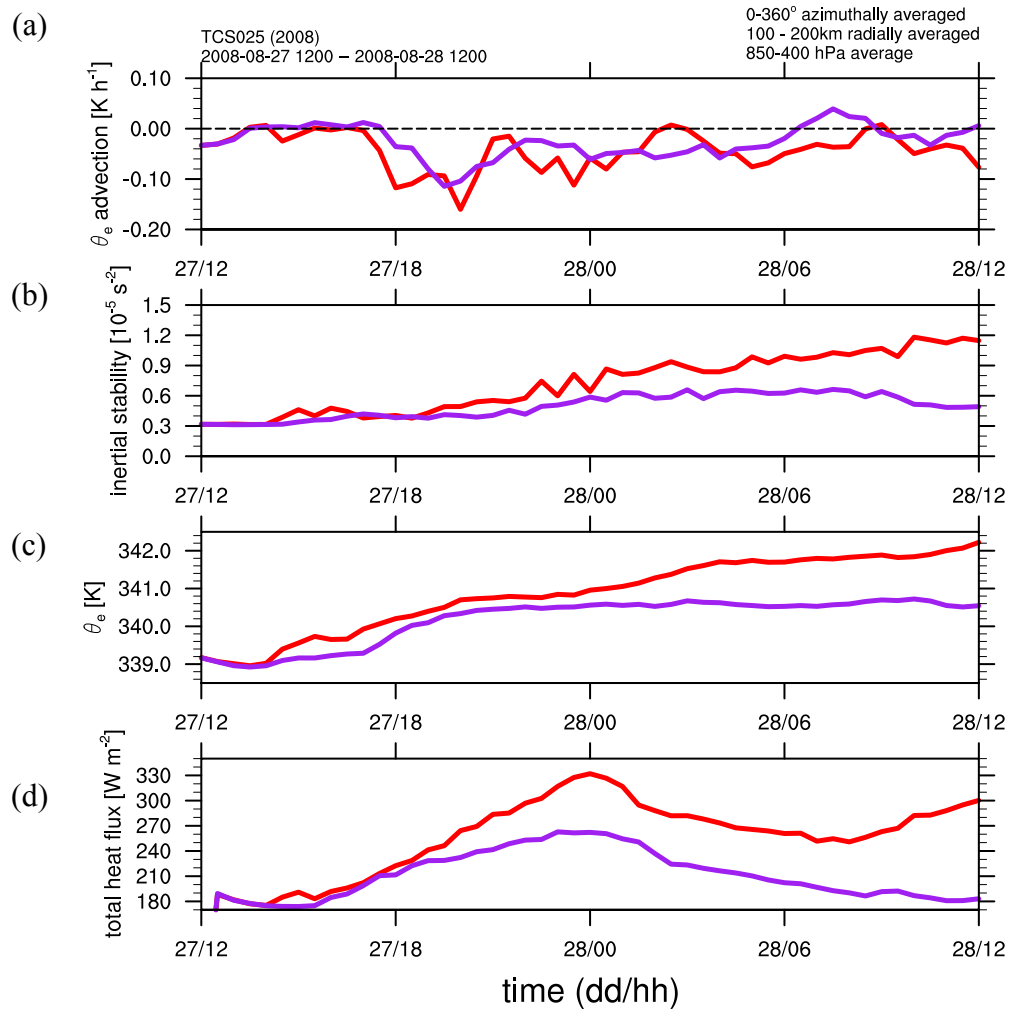 (a)
TCS025 (2008)
2008-08-27 1200 – 2008-08-28 1200
0-360° azimuthally averaged
100 - 200km radially averaged
850-400 hPa average
θe advection [K h⁻¹]
0.10
0.00
-0.10
-0.20
27/12 27/18 28/00 28/06 28/12
(b)
inertial stability [10⁻⁵ s⁻²]
1.5
1.2
0.9
0.6
0.3
0.0
27/12 27/18 28/00 28/06 28/12
(c)
θe [K]
342.0
341.0
340.0
339.0
27/12 27/18 28/00 28/06 28/12
(d)
total heat flux [W m⁻²]
330
300
270
240
210
180
27/12 27/18 28/00 28/06 28/12
time (dd/hh)